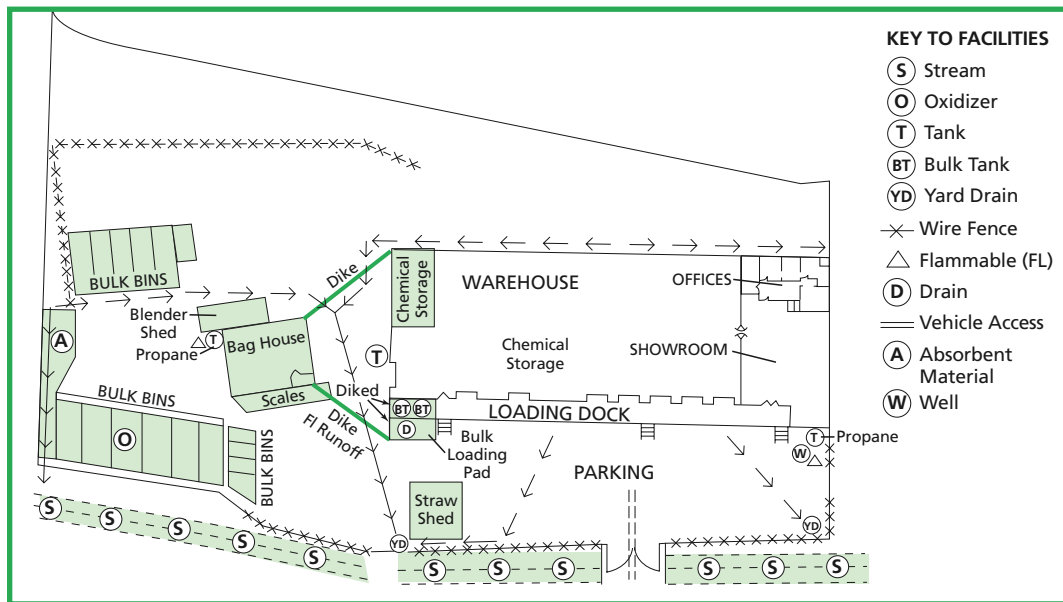 KEY TO FACILITIES
S Stream
O Oxidizer
T Tank
BT Bulk Tank
YD Yard Drain
Wire Fence
Flammable (FL)
D Drain
Vehicle Access
A Absorbent
Material
W Well
BULK BINS
Blender
Shed
Propane
T
Bag House
Scales
A
BULK BINS
O
BULK BINS
Dike
Chemical
Storage
WAREHOUSE
OFFICES
Chemical
Storage
SHOWROOM
T
Diked
BT BT
D
LOADING DOCK
Dike
Fl Runoff
Bulk
Loading
Pad
PARKING
T Propane
W
Straw
Shed
YD
YD
S S S S S
S S S
S S S